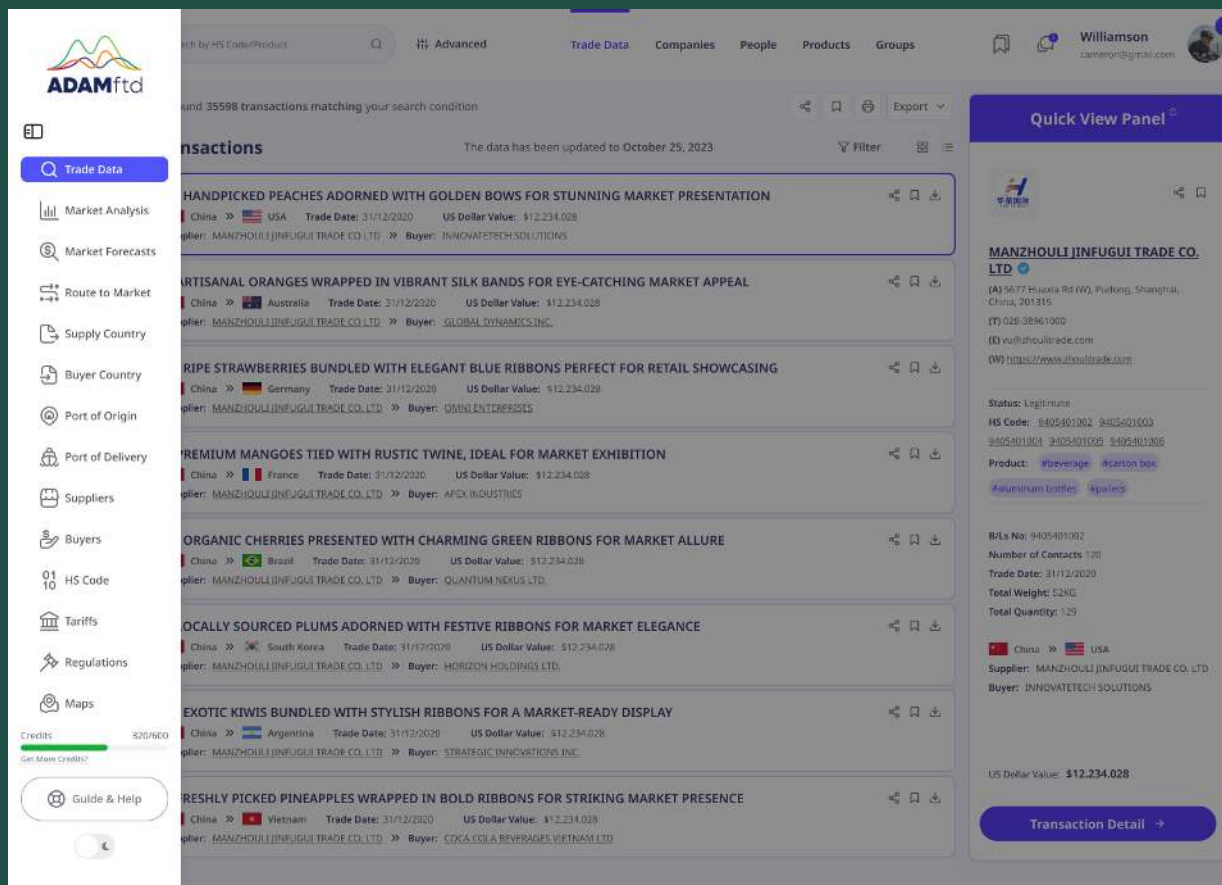 ADAMftd
Trade Data
Market Analysis
Market Forecasts
Route to Market
Supply Country
Buyer Country
Port of Origin
Port of Delivery
Suppliers
Buyers
01
10 HS Code
Tariffs
Regulations
Maps
Credits 320/600
Get More Credits?
Guide & Help
rch by HS Code/Product
Advanced
Trade Data Companies People Products Groups
Williamson
cameron@gmail.com
und 35598 transactions matching your search condition
Export
nsactions
The data has been updated to October 25, 2023
Filter
HANDPICKED PEACHES ADORNED WITH GOLDEN BOWS FOR STUNNING MARKET PRESENTATION
China » USA Trade Date: 31/12/2020 US Dollar Value: $12.234.028
plier: MANZHOULI JINFUGUI TRADE CO. LTD » Buyer: INNOVATETECH SOLUTIONS
ARTISANAL ORANGES WRAPPED IN VIBRANT SILK BANDS FOR EYE-CATCHING MARKET APPEAL
China » Australia Trade Date: 31/12/2020 US Dollar Value: $12.234.028
plier: MANZHOULI JINFUGUI TRADE CO. LTD » Buyer: GLOBAL DYNAMICS INC.
RIPE STRAWBERRIES BUNDLED WITH ELEGANT BLUE RIBBONS PERFECT FOR RETAIL SHOWCASING
China » Germany Trade Date: 31/12/2020 US Dollar Value: $12.234.028
plier: MANZHOULI JINFUGUI TRADE CO. LTD » Buyer: OMNI ENTERPRISES
PREMIUM MANGOES TIED WITH RUSTIC TWINE, IDEAL FOR MARKET EXHIBITION
China » France Trade Date: 31/12/2020 US Dollar Value: $12.234.028
plier: MANZHOULI JINFUGUI TRADE CO. LTD » Buyer: APEX INDUSTRIES
ORGANIC CHERRIES PRESENTED WITH CHARMING GREEN RIBBONS FOR MARKET ALLURE
China » Brazil Trade Date: 31/12/2020 US Dollar Value: $12.234.028
plier: MANZHOULI JINFUGUI TRADE CO. LTD » Buyer: QUANTUM NEXUS LTD.
LOCALLY SOURCED PLUMS ADORNED WITH FESTIVE RIBBONS FOR MARKET ELEGANCE
China » South Korea Trade Date: 31/12/2020 US Dollar Value: $12.234.028
plier: MANZHOULI JINFUGUI TRADE CO. LTD » Buyer: HORIZON HOLDINGS LTD.
EXOTIC KIWIS BUNDLED WITH STYLISH RIBBONS FOR A MARKET-READY DISPLAY
China » Argentina Trade Date: 31/12/2020 US Dollar Value: $12.234.028
plier: MANZHOULI JINFUGUI TRADE CO. LTD » Buyer: STRATEGIC INNOVATIONS INC.
FRESHLY PICKED PINEAPPLES WRAPPED IN BOLD RIBBONS FOR STRIKING MARKET PRESENCE
China » Vietnam Trade Date: 31/12/2020 US Dollar Value: $12.234.028
plier: MANZHOULI JINFUGUI TRADE CO. LTD » Buyer: COCA COLA BEVERAGES VIETNAM LTD
Quick View Panel
MANZHOULI JINFUGUI TRADE CO.
LTD
(A) 5677 Huaxia Rd (W), Pudong, Shanghai,
China, 201315
(T) 028-38961000
(E) vu@zhoulitrade.com
(W) https://www.zhoulitrade.com
Status: Legitimate
HS Code: 9405401002 9405401003
9405401004 9405401005 9405401006
Product: #beverage #carton box
#aluminum bottles #pallets
B/Ls No: 9405401002
Number of Contacts 120
Trade Date: 31/12/2020
Total Weight: 52KG
Total Quantity: 129
China » USA
Supplier: MANZHOULI JINFUGUI TRADE CO. LTD
Buyer: INNOVATETECH SOLUTIONS
US Dollar Value: $12.234.028
Transaction Detail →